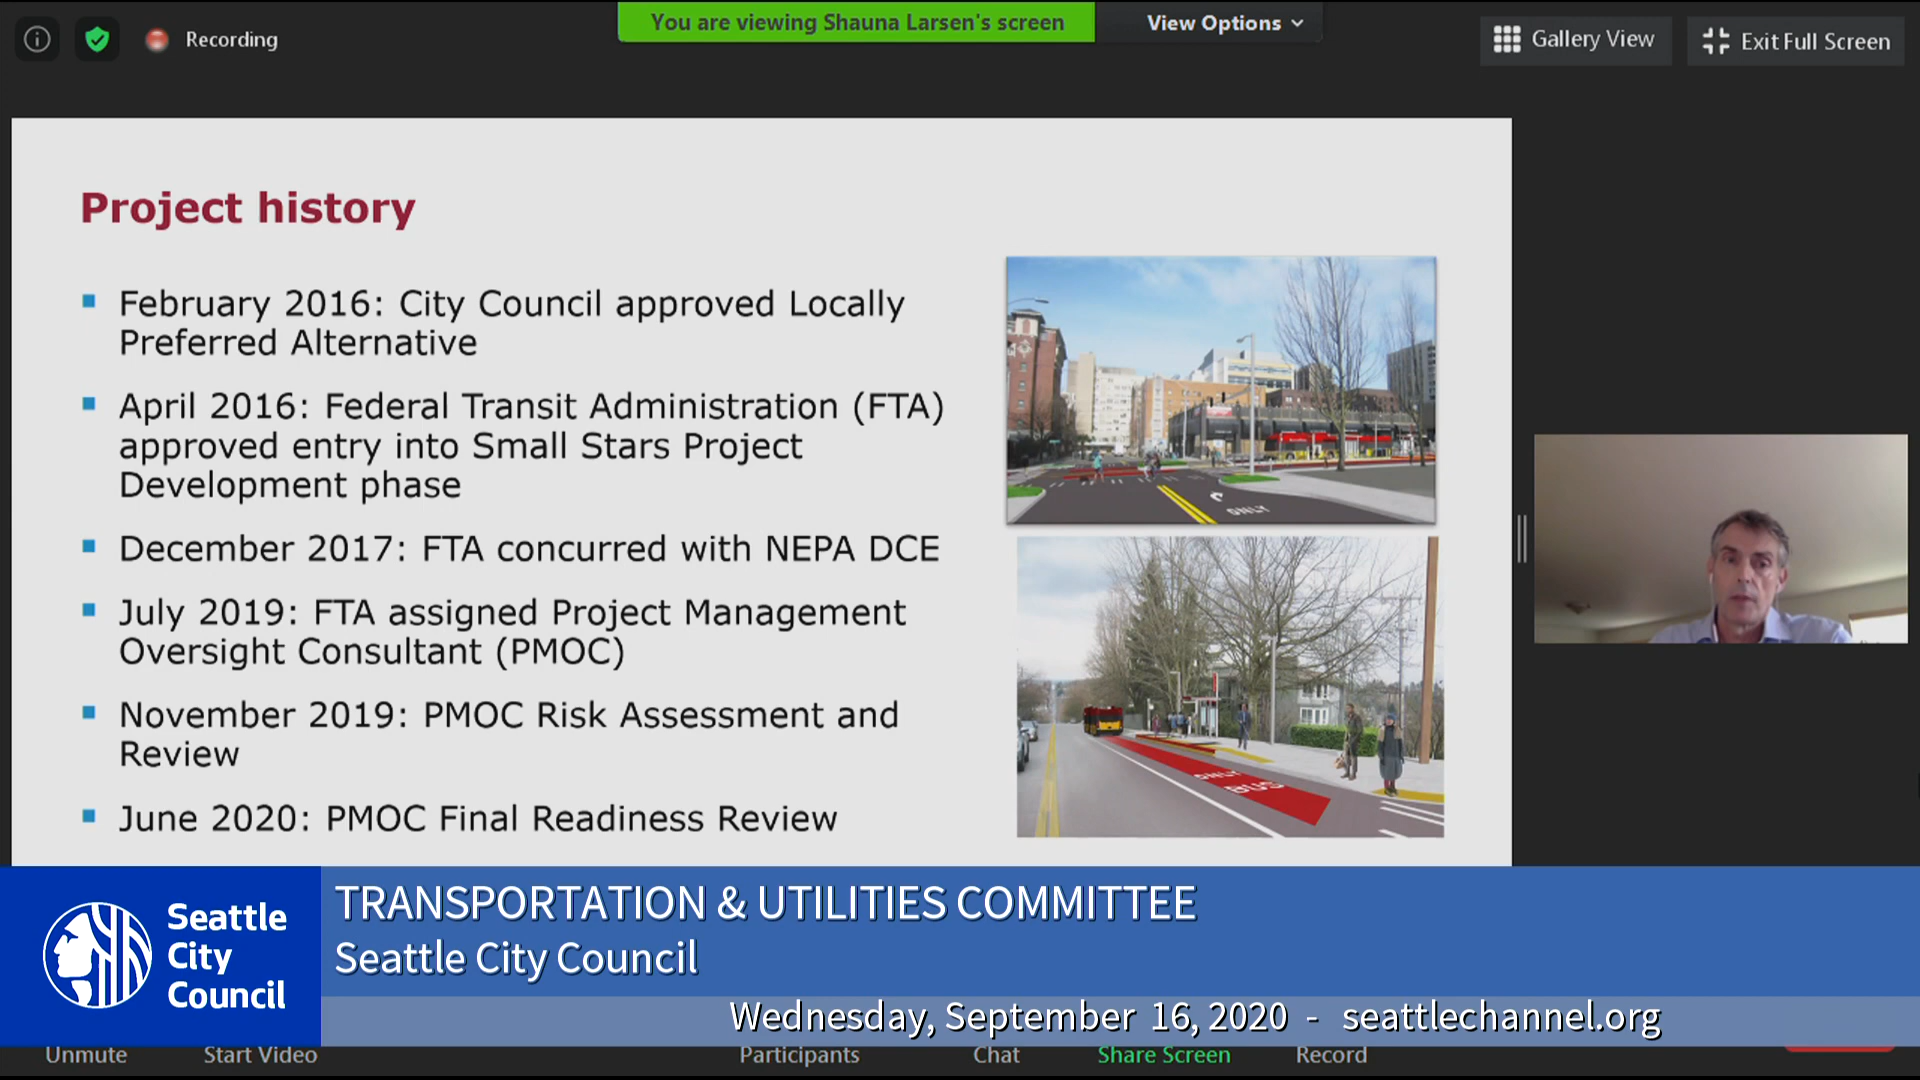 Recording
You are viewing Shauna Larsen's screen
View Options
Gallery View
Exit Full Screen
Project history
February 2016: City Council approved Locally
Preferred Alternative
April 2016: Federal Transit Administration (FTA)
approved entry into Small Stars Project
Development phase
December 2017: FTA concurred with NEPA DCE
July 2019: FTA assigned Project Management
Oversight Consultant (PMOC)
November 2019: PMOC Risk Assessment and
Review
June 2020: PMOC Final Readiness Review
ONLY
ONLY
BUS
Seattle
City
Council
TRANSPORTATION & UTILITIES COMMITTEE
Seattle City Council
Wednesday, September 16, 2020 - seattlechannel.org
Unmute
Start Video
Participants
Chat
Share Screen
Record